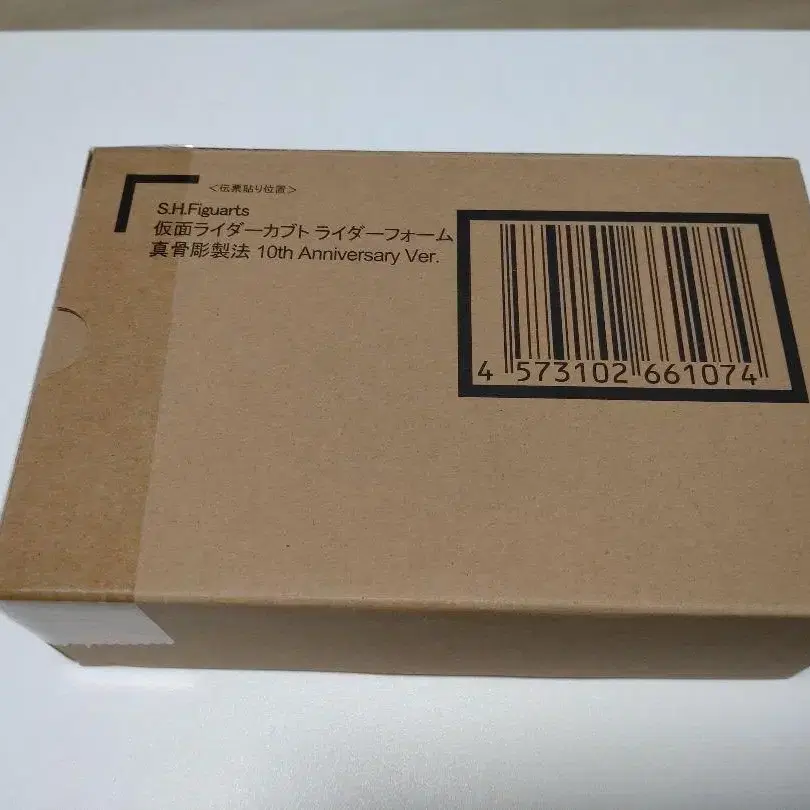 ＜伝票貼り位置＞
S.H.Figuarts
仮面ライダーカブト ライダーフォーム
真骨彫製法 10th Anniversary Ver.
4 573102 661074